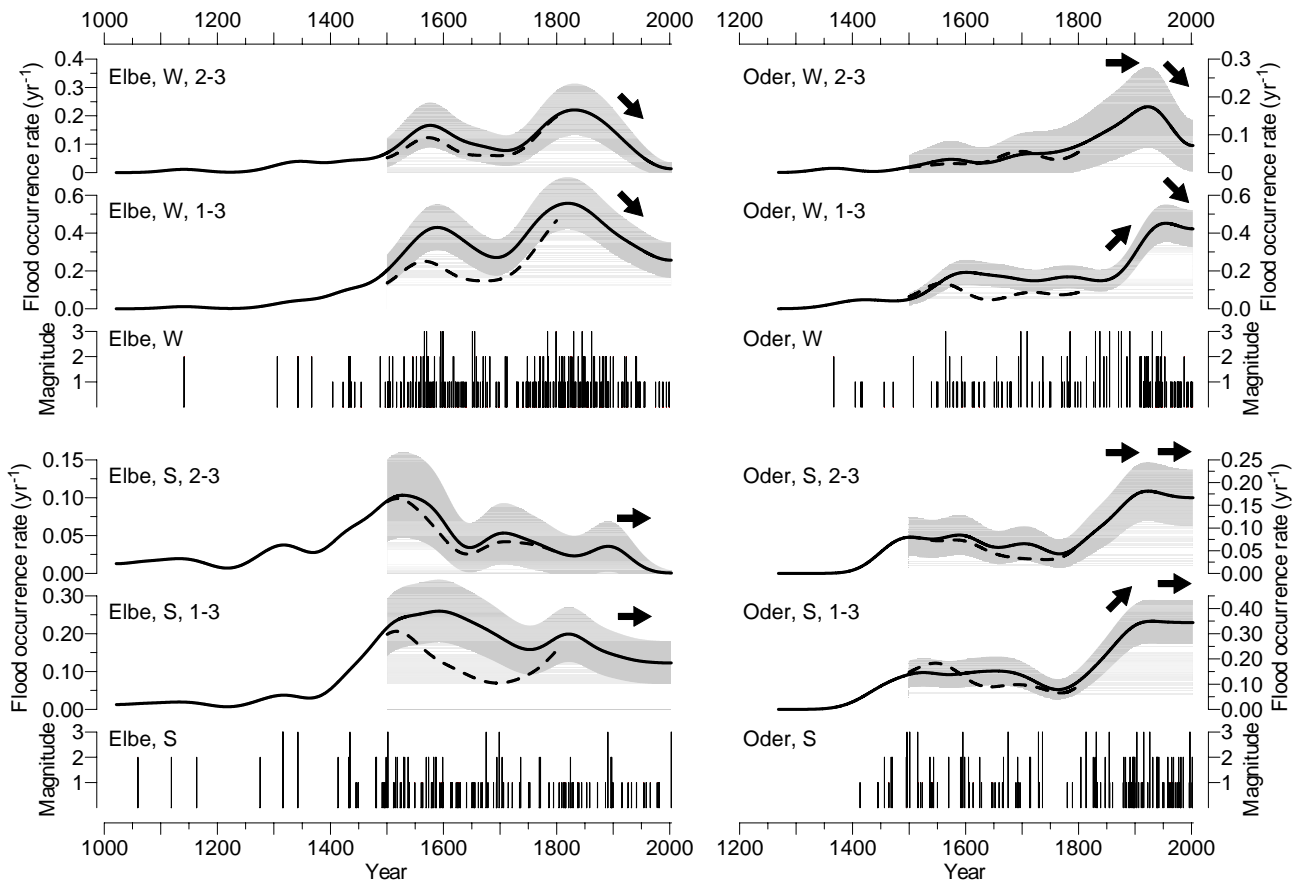 1000 1200 1400 1600 1800 2000
1200 1400 1600 1800 2000
Flood occurrence rate (yr-1)
0.4
0.3
0.2
0.1
0
Elbe, W, 2-3
0.6
0.4
0.2
0.0
Elbe, W, 1-3
Magnitude
3
2
1
Elbe, W
Oder, W, 2-3
0.3
0.2
0.1
0
Flood occurrence rate (yr-1)
Oder, W, 1-3
0.6
0.4
0.2
0.0
Oder, W
3
2
1
Magnitude
Flood occurrence rate (yr-1)
0.15
0.10
0.05
0.00
Elbe, S, 2-3
0.30
0.20
0.10
0.00
Elbe, S, 1-3
Magnitude
3
2
1
Elbe, S
Oder, S, 2-3
0.25
0.20
0.15
0.10
0.05
0.00
Flood occurrence rate (yr-1)
Oder, S, 1-3
0.40
0.30
0.20
0.10
0.00
Oder, S
3
2
1
Magnitude
1000 1200 1400 1600 1800 2000
Year
1200 1400 1600 1800 2000
Year